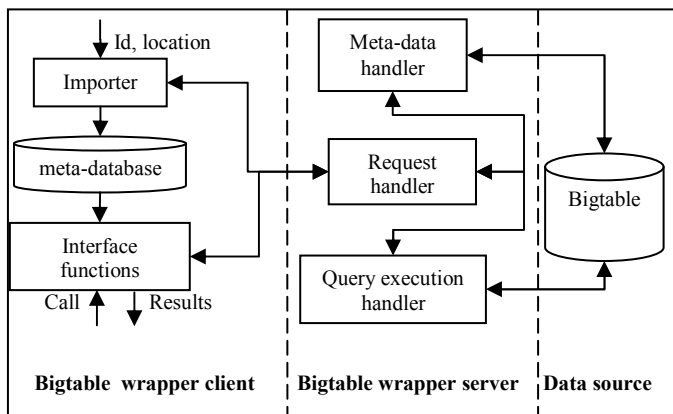 Id, location
Importer
meta-database
Interface
functions
Call
Results
Bigtable wrapper client
Meta-data
handler
Request
handler
Query execution
handler
Bigtable wrapper server
Bigtable
Data source